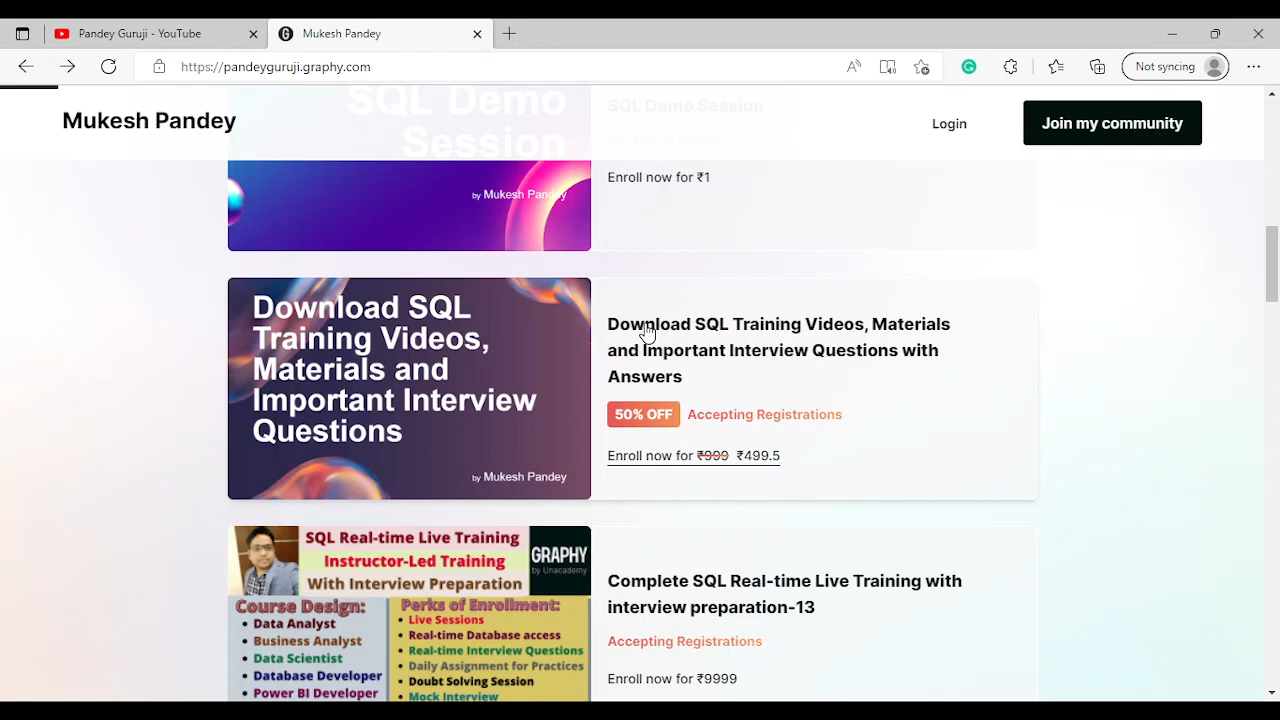 Pandey Guruji - YouTube
Mukesh Pandey
https://pandeyguruji.graphy.com
Not syncing
Mukesh Pandey
Login
Join my community
SQL Demo
Session
by Mukesh Pandey
SQL Demo Session
Accepting Registrations
Enroll now for ₹1
Download SQL
Training Videos,
Materials and
Important Interview
Questions
by Mukesh Pandey
Download SQL Training Videos, Materials
and Important Interview Questions with
Answers
50% OFF Accepting Registrations
Enroll now for ₹999 ₹499.5
SQL Real-time Live Training
Instructor-Led Training
With Interview Preparation
GRAPHY
by Unacademy
Course Design:
• Data Analyst
• Business Analyst
• Data Scientist
• Database Developer
• Power BI Developer
Perks of Enrollment:
• Live Sessions
• Real-time Database access
• Real-time Interview Questions
• Daily Assignment for Practices
• Doubt Solving Session
• Mock Interview
Complete SQL Real-time Live Training with
interview preparation-13
Accepting Registrations
Enroll now for ₹9999